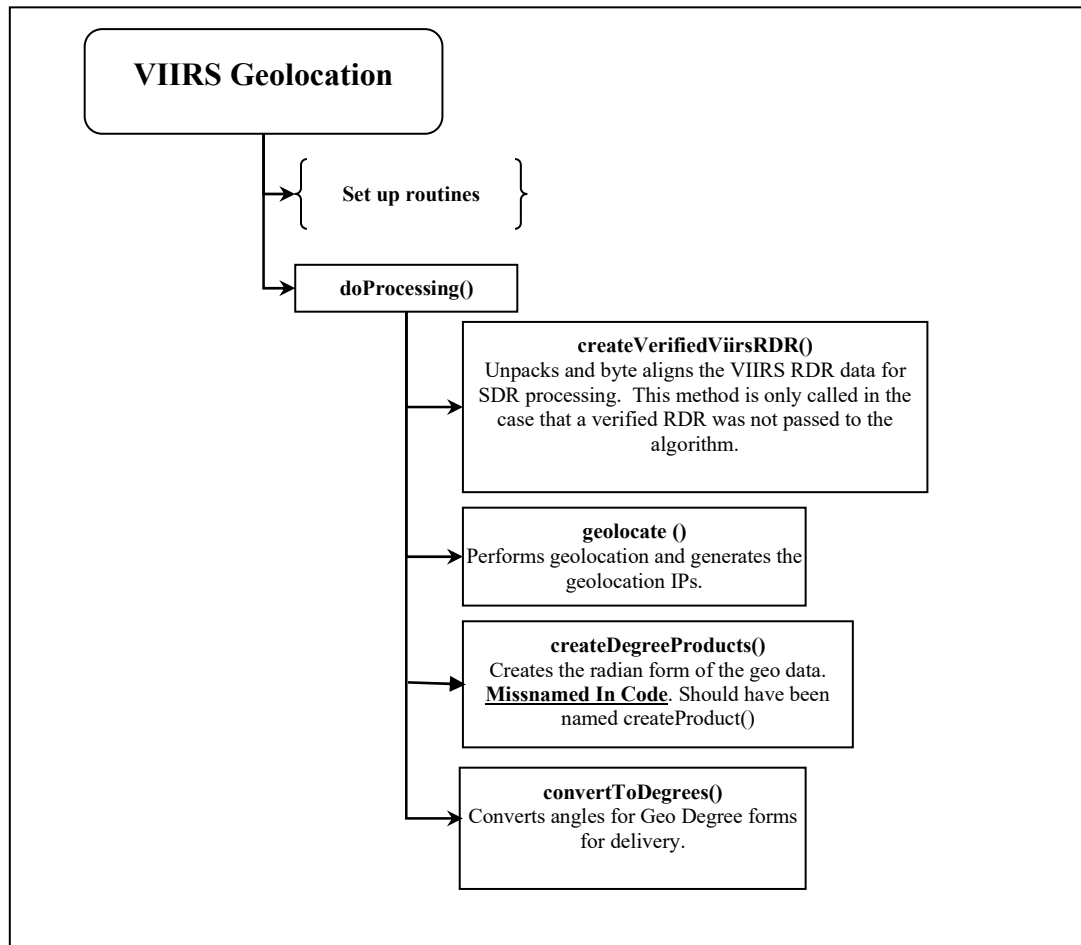 VIIRS Geolocation
Set up routines
doProcessing()
createVerifiedViirsRDR()
Unpacks and byte aligns the VIIRS RDR data for
SDR processing.  This method is only called in the
case that a verified RDR was not passed to the
algorithm.
geolocate ()
Performs geolocation and generates the
geolocation IPs.
createDegreeProducts()
Creates the radian form of the geo data.
Missnamed In Code. Should have been
named createProduct()
convertToDegrees()
Converts angles for Geo Degree forms
for delivery.